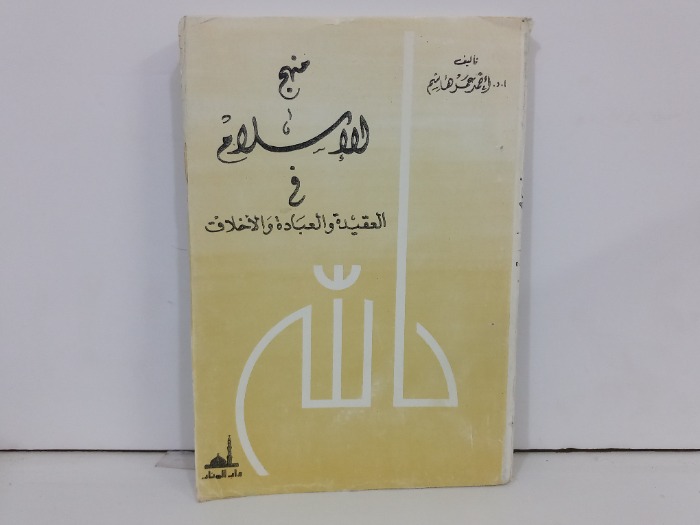 تأليف
ا.د. أحمد عمر هاشم
منهج
الإسلام
في
العقيدة والعبادة والأخلاق
الله
دار المنار